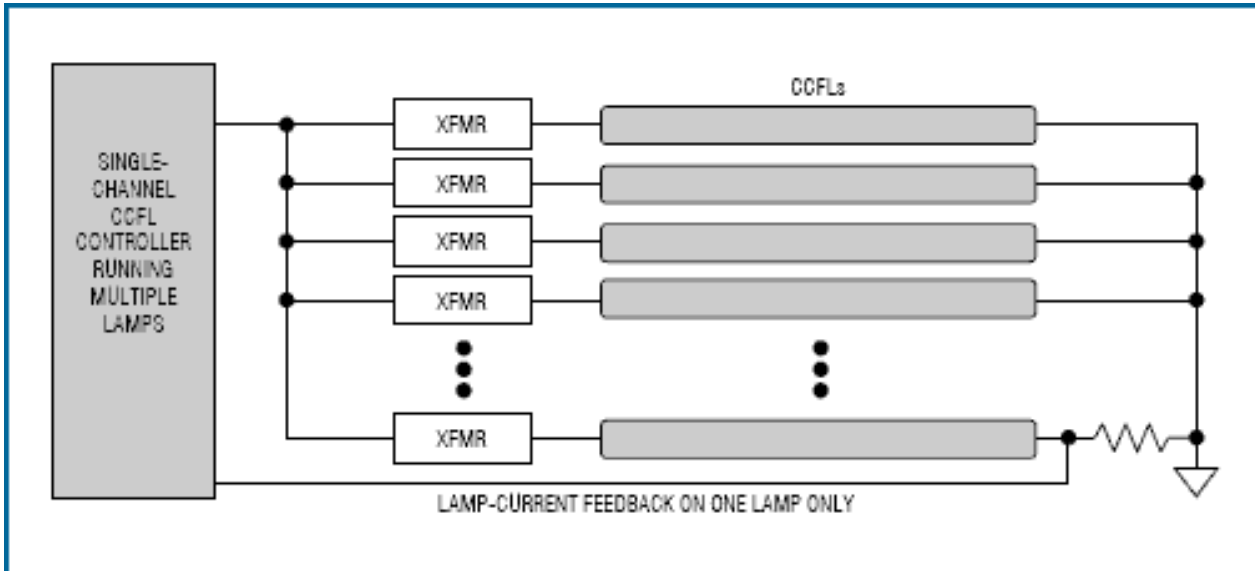 CCFLs
SINGLE-
CHANNEL
CCFL
CONTROLLER
RUNNING
MULTIPLE
LAMPS
XFMR
XFMR
XFMR
XFMR
XFMR
LAMP-CURRENT FEEDBACK ON ONE LAMP ONLY